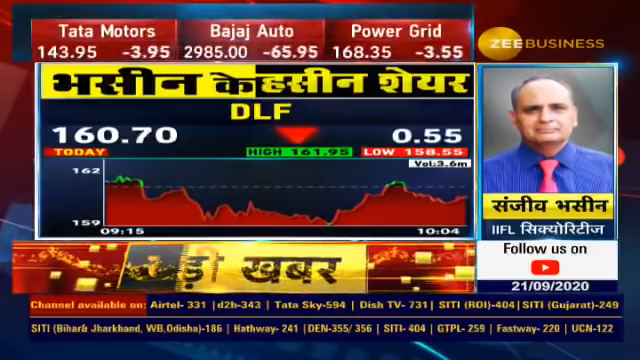 Tata Motors
143.95 -3.95
Bajaj Auto
2985.00 -65.95
Power Grid
168.35 -3.55
ZEE BUSINESS
भसीन के हसीन शेयर
DLF
160.70 0.55
TODAY HIGH 161.95 LOW 158.55
Vol:3.6m
162
159
09:15 10:04
संजीव भसीन
IIFL सिक्योरिटीज
खबर
Follow us on
21/09/2020
Channel available on: Airtel- 331 | d2h-343 | Tata Sky-594 | Dish TV- 731| SITI (ROI)-404| SITI (Gujarat)-249
SITI (Bihar& Jharkhand, WB,Odisha)-186 | Hathway- 241 |DEN-355/ 356 | SITI- 404 | GTPL- 259 | Fastway- 220 | UCN-122